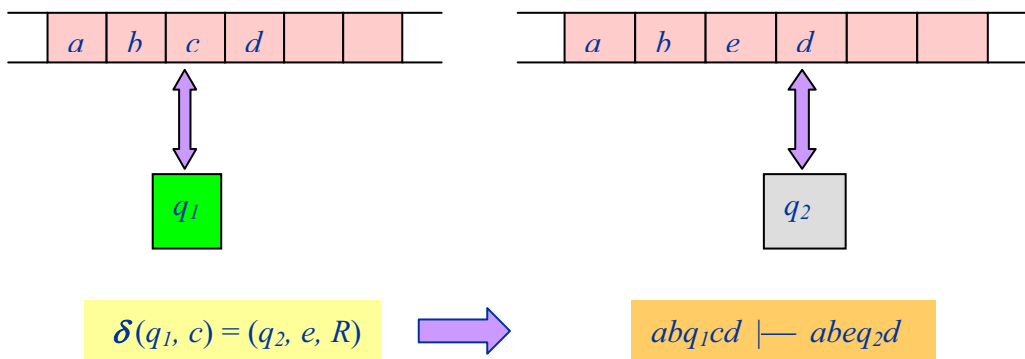 a b c d
a b e d
q₁
q₂
δ(q₁, c) = (q₂, e, R)
abq₁cd |— abeq₂d